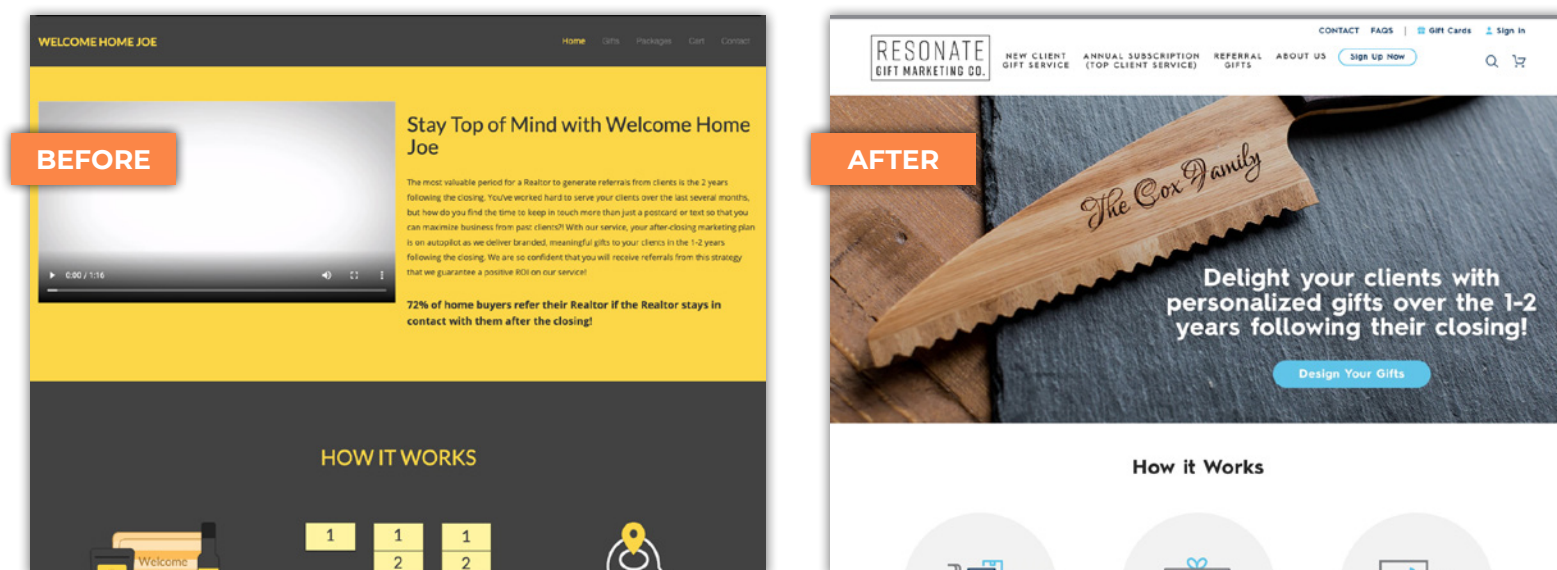 WELCOME HOME JOE
Home Gifts Packages Cart Contact
BEFORE
0:00 / 1:16
Stay Top of Mind with Welcome Home
Joe
The most valuable period for a Realtor to generate referrals from clients is the 2 years
following the closing. You've worked hard to serve your clients over the last several months,
but how do you find the time to keep in touch more than just a postcard or text so that you
can maximize business from past clients?! With our service, your after-closing marketing plan
is on autopilot as we deliver branded, meaningful gifts to your clients in the 1-2 years
following the closing. We are so confident that you will receive referrals from this strategy
that we guarantee a positive ROI on our service!
72% of home buyers refer their Realtor if the Realtor stays in
contact with them after the closing!
HOW IT WORKS
Welcome
1 1 1
2 2
CONTACT FAQS | Gift Cards Sign In
RESONATE
GIFT MARKETING CO.
NEW CLIENT
GIFT SERVICE
ANNUAL SUBSCRIPTION
(TOP CLIENT SERVICE)
REFERRAL
GIFTS
ABOUT US
Sign Up Now
AFTER
The Cox Family
Delight your clients with
personalized gifts over the 1-2
years following their closing!
Design Your Gifts
How it Works